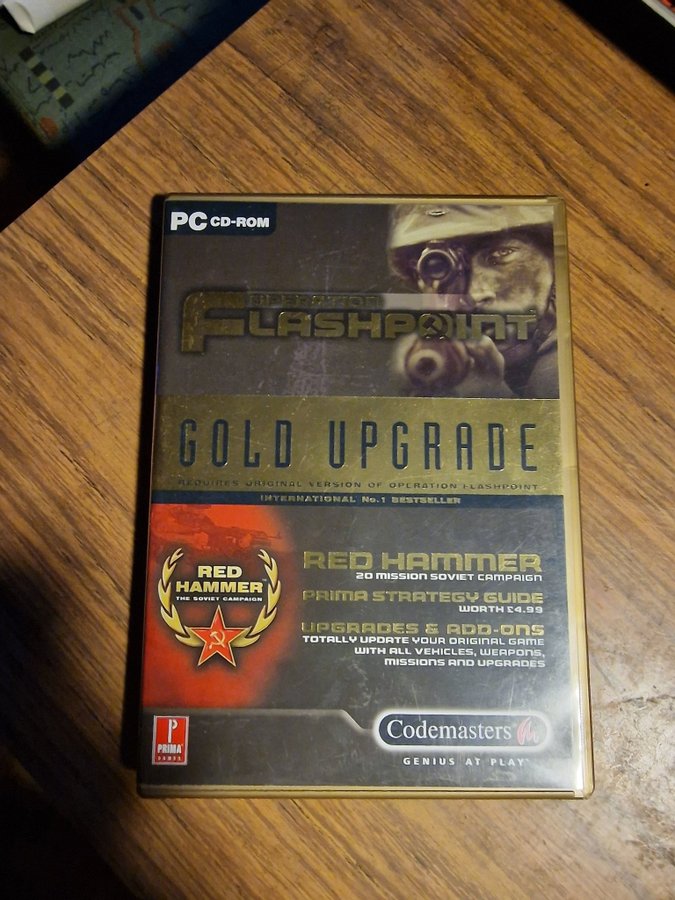 PC CD-ROM
OPERATION
FLASHPOINT
GOLD UPGRADE
REQUIRES ORIGINAL VERSION OF OPERATION FLASHPOINT
INTERNATIONAL No.1 BESTSELLER
RED
HAMMER
THE SOVIET CAMPAIGN
RED HAMMER
20 MISSION SOVIET CAMPAIGN
PRIMA STRATEGY GUIDE
WORTH £4.99
UPGRADES & ADD-ONS
TOTALLY UPDATE YOUR ORIGINAL GAME
WITH ALL VEHICLES, WEAPONS,
MISSIONS AND UPGRADES
P
PRIMA
GAMES
Codemasters
GENIUS AT PLAY™